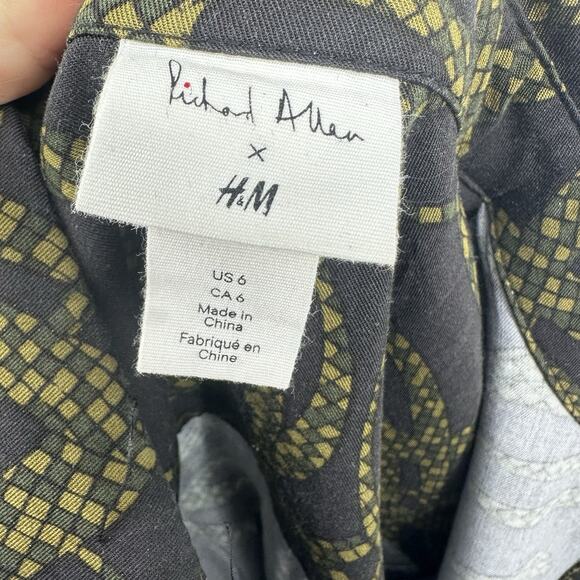 Richard Allan
x
H&M
US 6
CA 6
Made in
China
Fabriqué en
Chine